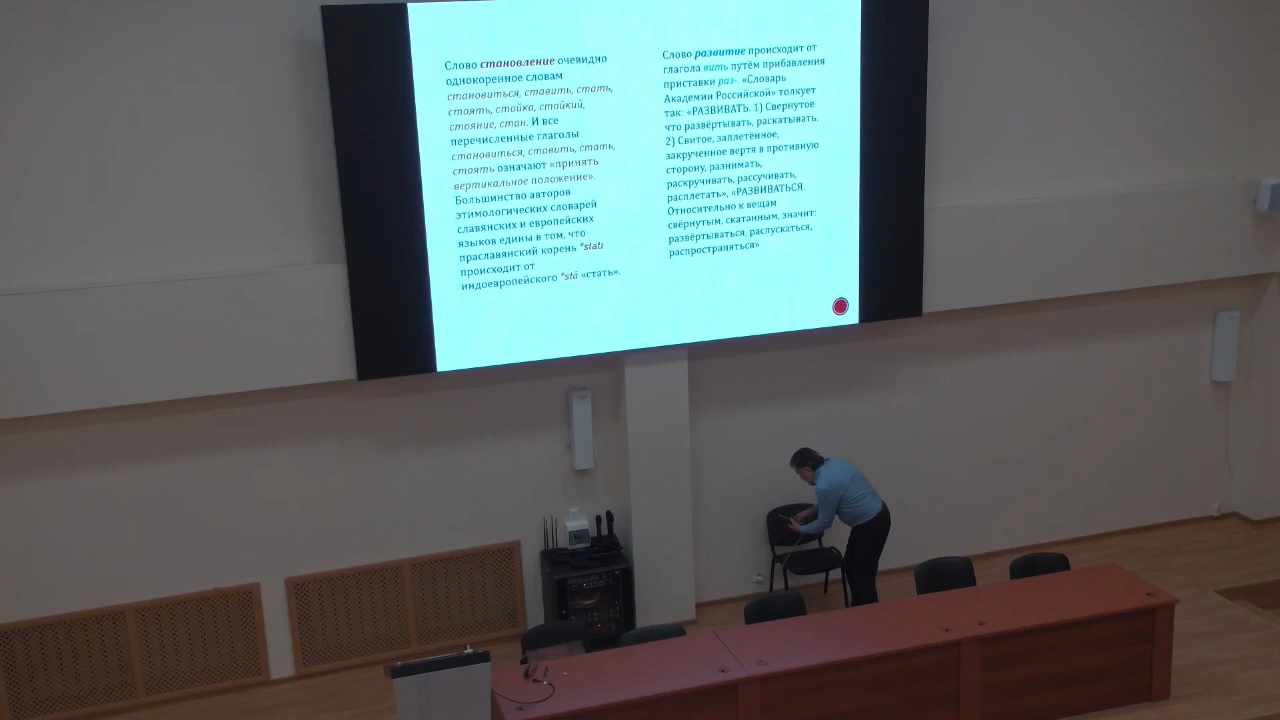 Слово становление очевидно
однокоренное словам
становиться, ставить, стать,
стоять, стойка, стойкий,
стояние, стан. И все
перечисленные глаголы
становиться, ставить, стать,
стоять означают «принять
вертикальное положение».
Большинство авторов
этимологических словарей
славянских и европейских
языков едины в том, что
праславянский корень *stati
происходит от
индоевропейского *stā «стать».
Слово развитие происходит от
глагола вить путём прибавления
приставки раз-. «Словарь
Академии Российской» толкует
так: «РАЗВИВАТЬ. 1) Свернутое
что развёртывать, раскатывать.
2) Свитое, заплетённое,
закрученное вертя в противную
сторону, разнимать,
раскручивать, рассучивать,
расплетать», «РАЗВИВАТЬСЯ.
Относительно к вещам
свёрнутым, скатанным, значит:
развёртываться, распускаться,
распространяться»